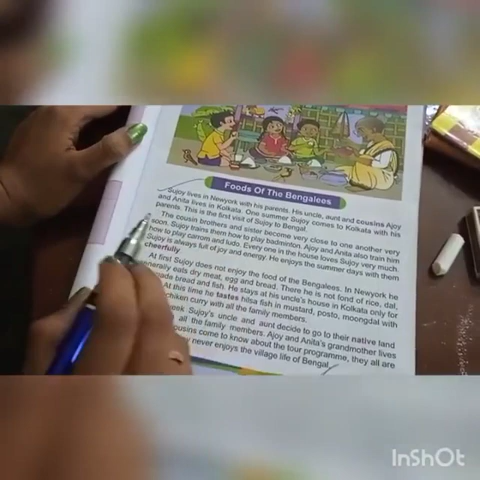 Foods Of The Bengalees
Sujoy lives in Newyork with his parents. His uncle, aunt and cousins Ajoy
and Anita lives in Kolkata. One summer Sujoy comes to Kolkata with his
parents. This is the first visit of Sujoy to Bengal.
The cousin brothers and sister become very close to one another very
soon. Sujoy trains them how to play badminton. Ajoy and Anita also train him
how to play carrom and ludo. Every one in the house loves Sujoy very much.
Sujoy is always full of joy and energy. He enjoys the summer days with them
cheerfully.
At first Sujoy does not enjoy the food of the Bengalees. In Newyork he
generally eats dry meat, egg and bread. There he is not fond of rice, dal,
bread and fish. He stays at his uncle's house in Kolkata only for
At this time he tastes hilsa fish in mustard, posto, moongdal with
chicken curry with all the family members.
Sujoy's uncle and aunt decide to go to their native land
all the family members. Ajoy and Anita's grandmother lives
cousins come to know about the tour programme, they all are
never enjoys the village life of Bengal.
InShOt